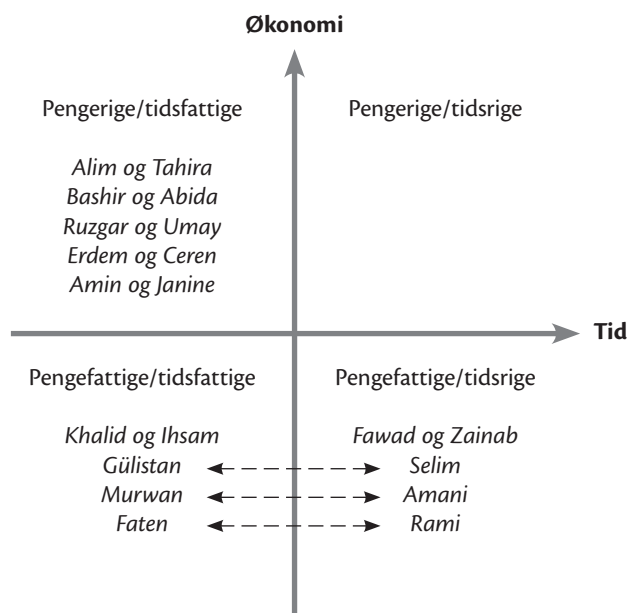 Økonomi
Pengerige/tidsfattige
Pengerige/tidsrige
Alim og Tahira
Bashir og Abida
Ruzgar og Umay
Erdem og Ceren
Amin og Janine
Tid
Pengefattige/tidsfattige
Pengefattige/tidsrige
Khalid og Ihsam
Fawad og Zainab
Gülistan
Selim
Murwan
Amani
Faten
Rami